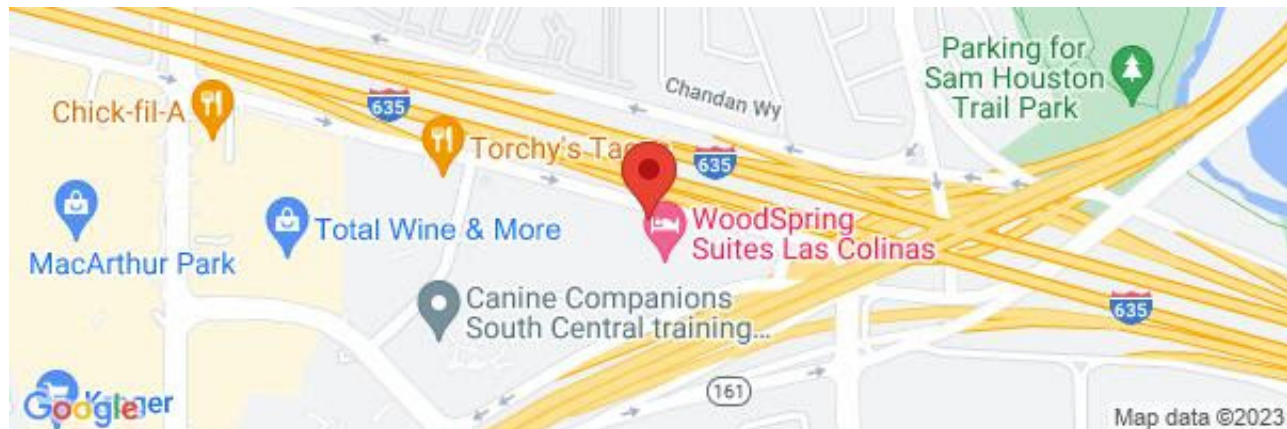 Parking for
Sam Houston
Trail Park
Chandan Wy
635
Chick-fil-A
Torchy's
635
WoodSpring
Suites Las Colinas
Total Wine & More
MacArthur Park
Canine Companions
South Central training...
635
161
Google
Map data ©2023